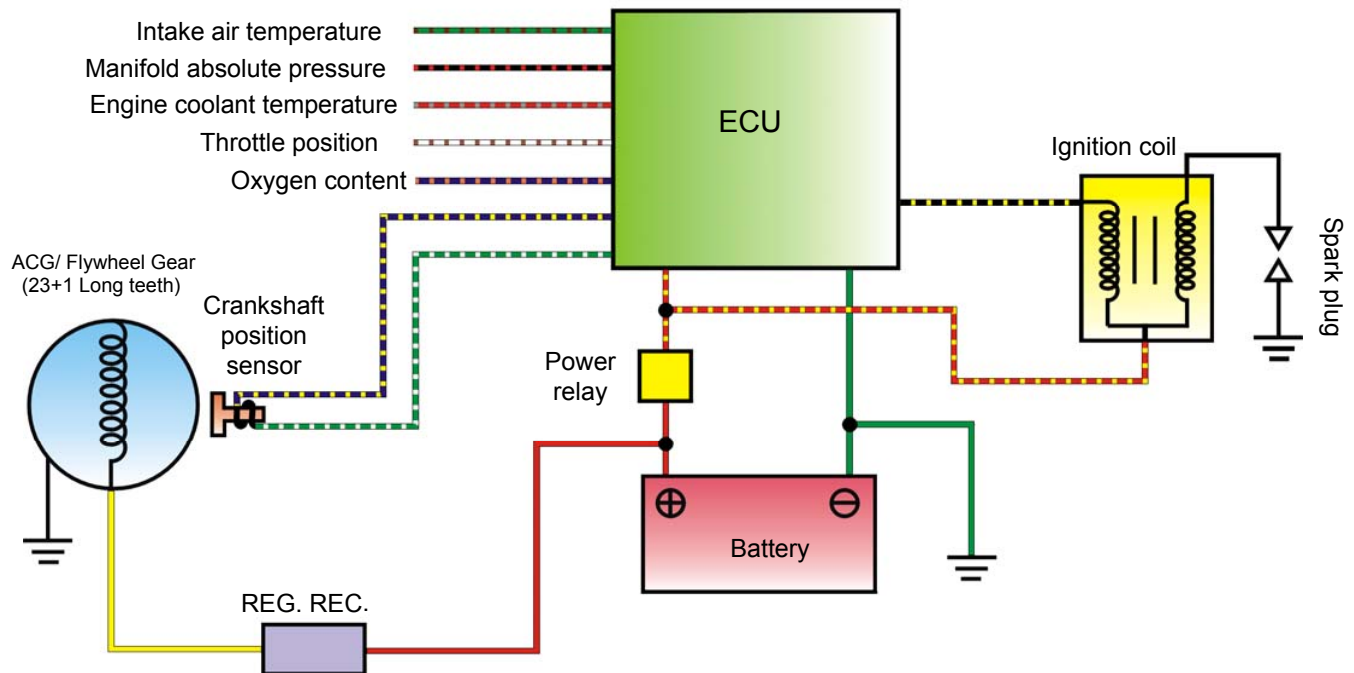 Intake air temperature
Manifold absolute pressure
Engine coolant temperature
Throttle position
Oxygen content
ECU
Ignition coil
Spark plug
ACG/ Flywheel Gear
(23+1 Long teeth)
Crankshaft
position
sensor
Power
relay
Battery
REG. REC.